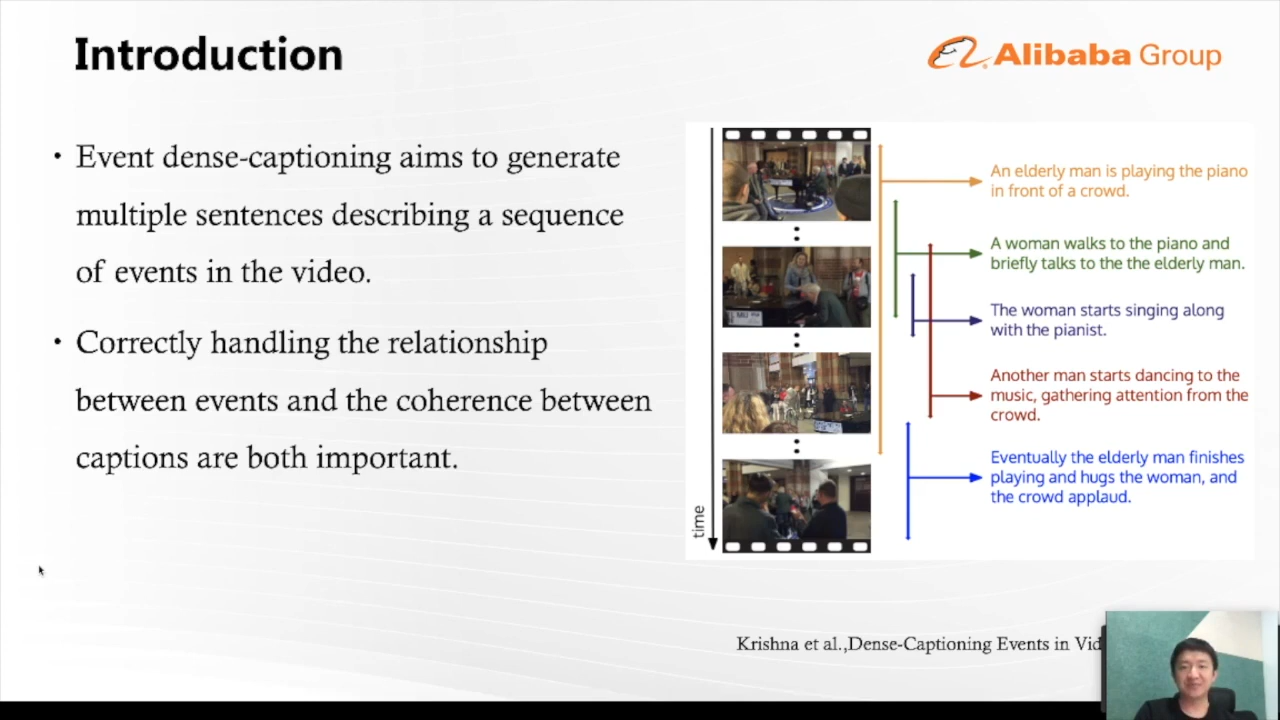 Introduction
Alibaba Group
• Event dense-captioning aims to generate
multiple sentences describing a sequence
of events in the video.
• Correctly handling the relationship
between events and the coherence between
captions are both important.
time
An elderly man is playing the piano
in front of a crowd.
A woman walks to the piano and
briefly talks to the the elderly man.
The woman starts singing along
with the pianist.
Another man starts dancing to the
music, gathering attention from the
crowd.
Eventually the elderly man finishes
playing and hugs the woman, and
the crowd applaud.
Krishna et al.,Dense-Captioning Events in Vid